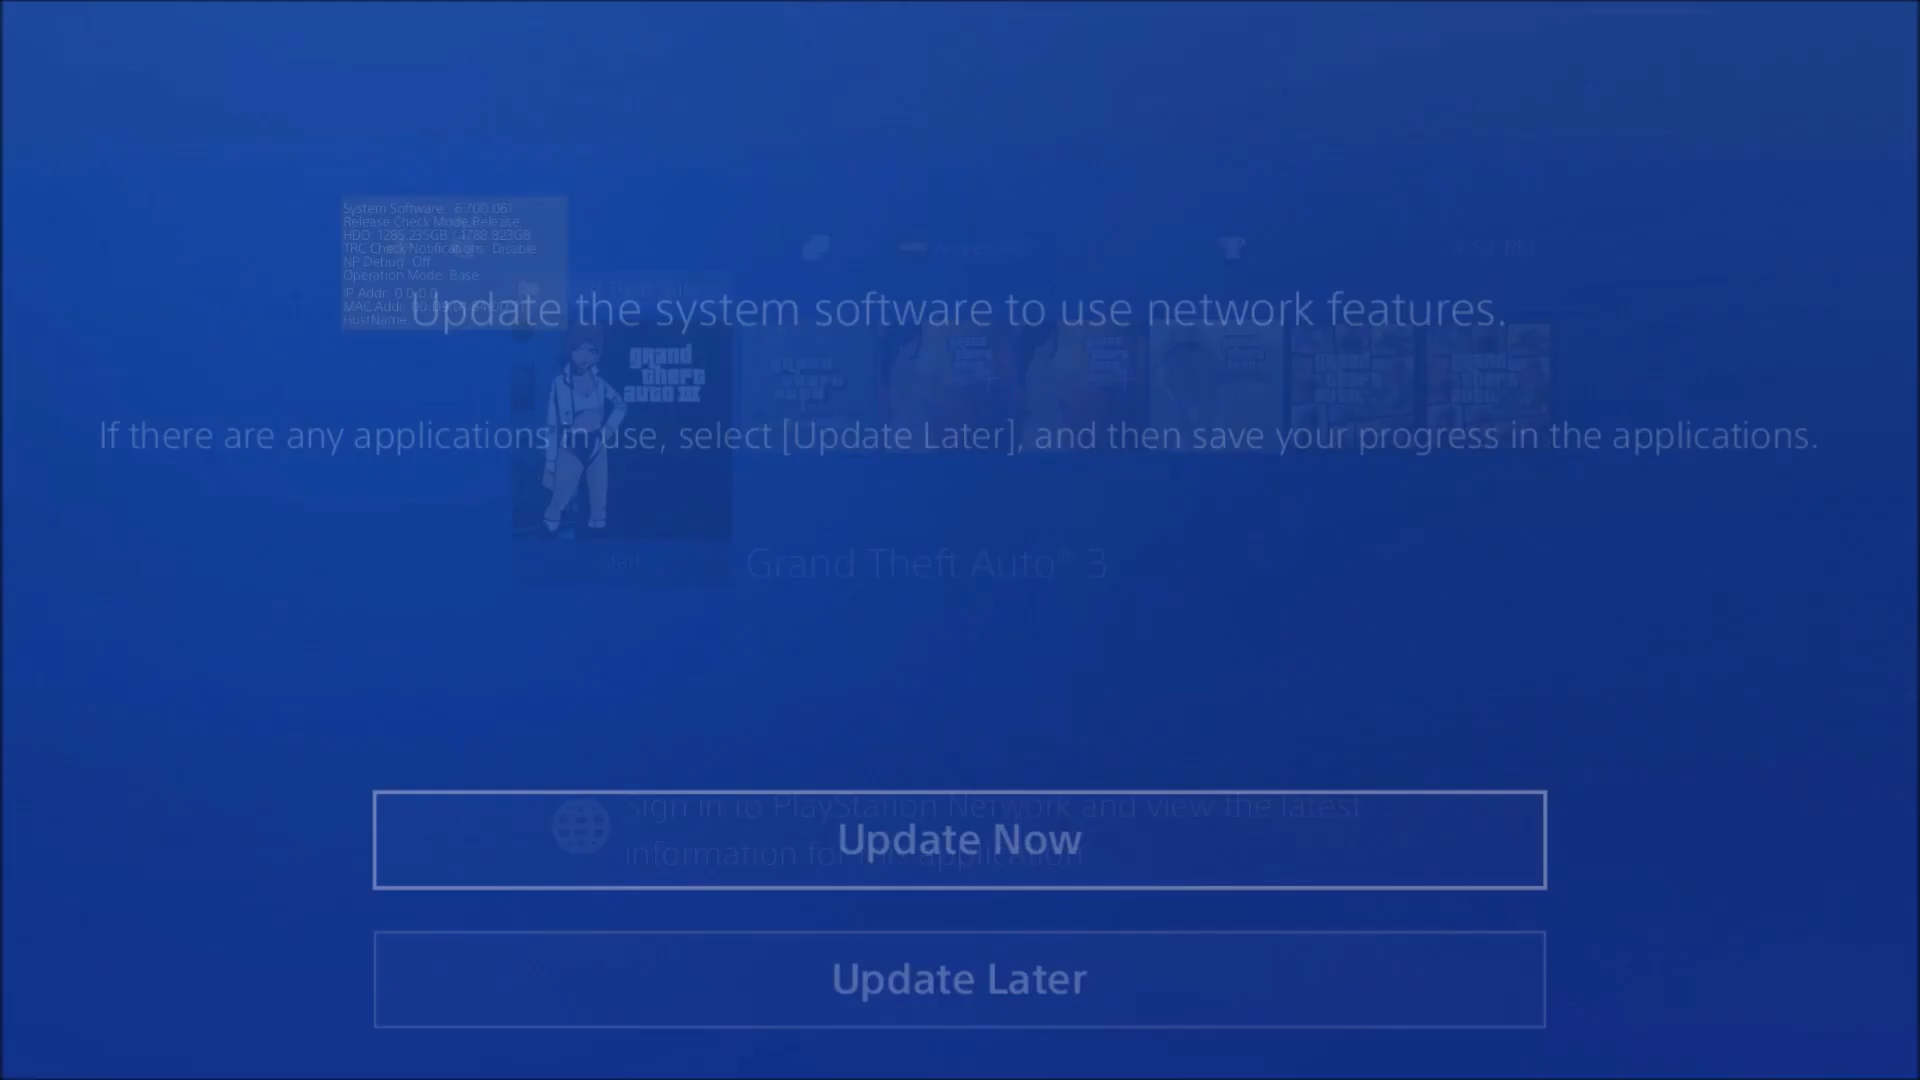 System Software: 6.700.061
Release Check Mode: Release
HDD: 1285.235GB / 1788.823GB
TRC Check Notifications: Disable
NP Debug: Off
Operation Mode: Base
IP Addr: 0.0.0.0
MAC Addr:
HostName
Update the system software to use network features.
grand
theft
auto III
If there are any applications in use, select [Update Later], and then save your progress in the applications.
Start
Grand Theft Auto® 3
Sign in to PlayStation Network and view the latest
information for this application
Update Now
Update Later